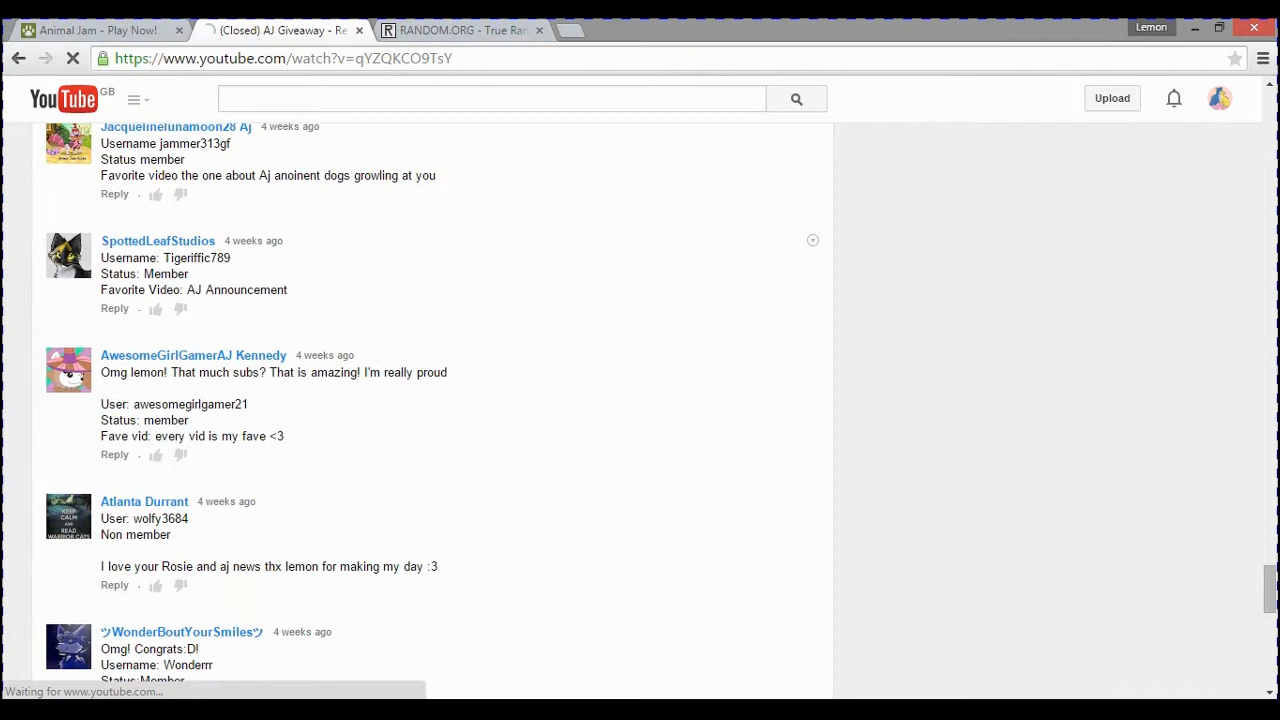 Animal Jam - Play Now!
(Closed) AJ Giveaway - Re
RANDOM.ORG - True Ran
Lemon
https://www.youtube.com/watch?v=qYZQKCO9TsY
YouTube GB
Upload
Jacquelinelunamoon28 Aj 4 weeks ago
Username jammer313gf
Status member
Favorite video the one about Aj anoinent dogs growling at you
Reply
SpottedLeafStudios 4 weeks ago
Username: Tigeriffic789
Status: Member
Favorite Video: AJ Announcement
Reply
AwesomeGirlGamerAJ Kennedy 4 weeks ago
Omg lemon! That much subs? That is amazing! I'm really proud
User: awesomegirlgamer21
Status: member
Fave vid: every vid is my fave <3
Reply
Atlanta Durrant 4 weeks ago
KEEP
CALM
AND
READ
WARRIOR CATS
User: wolfy3684
Non member
I love your Rosie and aj news thx lemon for making my day :3
Reply
ツWonderBoutYourSmilesツ 4 weeks ago
Omg! Congrats:D!
Username: Wonderrr
Status:Member
Waiting for www.youtube.com...